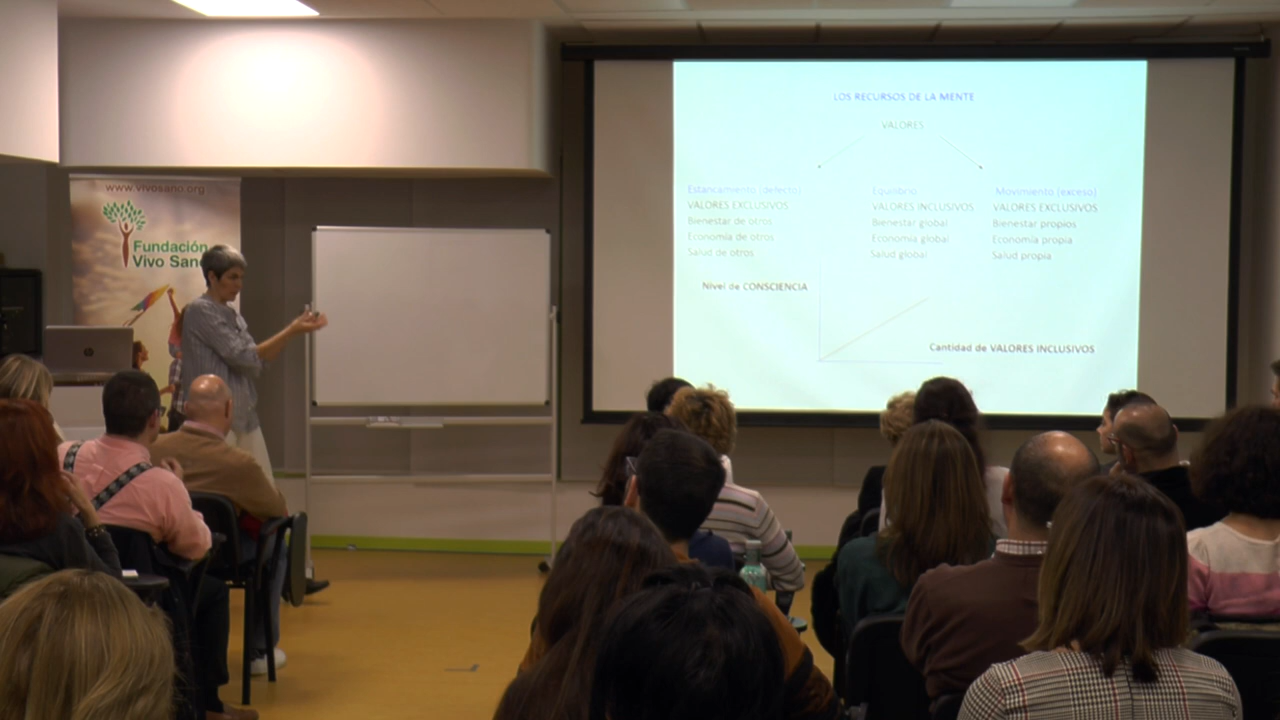 www.vivosano.org
Fundación
Vivo Sano
LOS RECURSOS DE LA MENTE
VALORES
Estancamiento (defecto)
VALORES EXCLUSIVOS
Bienestar de otros
Economía de otros
Salud de otros
Equilibrio
VALORES INCLUSIVOS
Bienestar global
Economía global
Salud global
Movimiento (exceso)
VALORES EXCLUSIVOS
Bienestar propios
Economía propia
Salud propia
Nivel de CONSCIENCIA
Cantidad de VALORES INCLUSIVOS